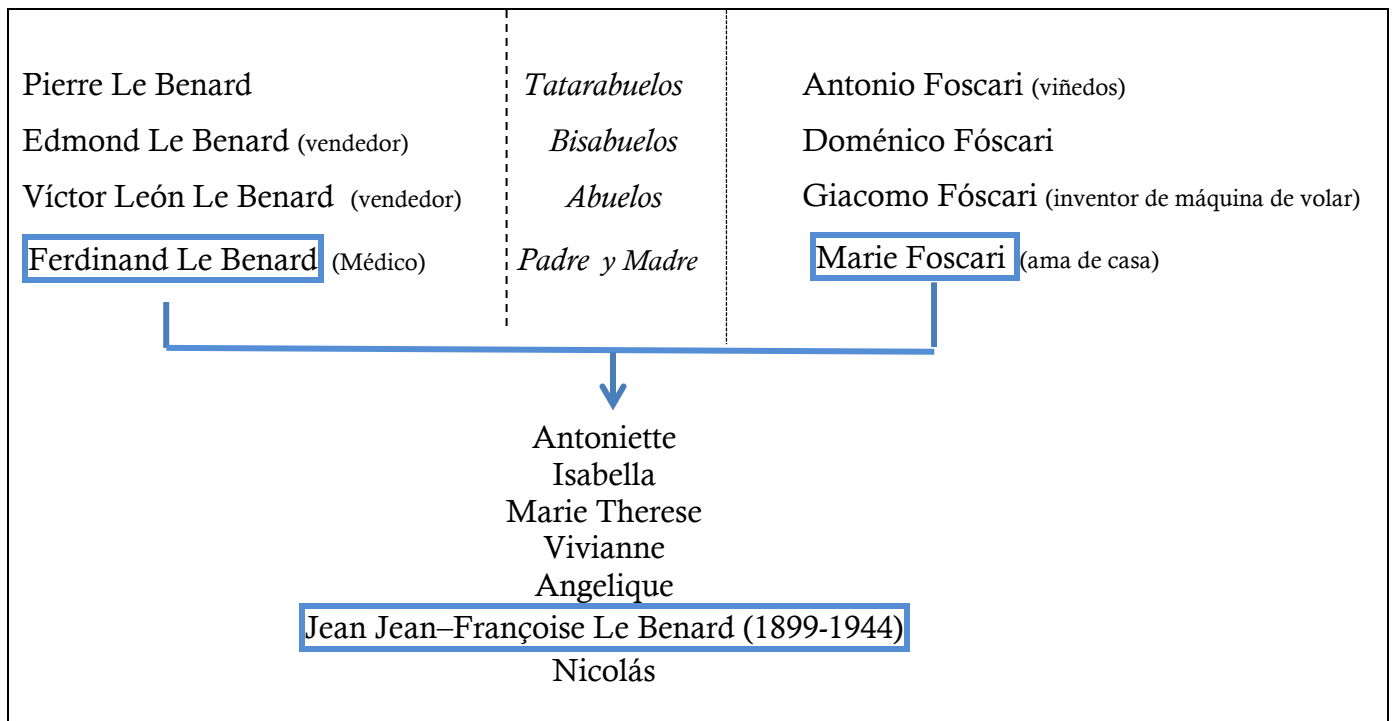 Pierre Le Benard Tatarabuelos Antonio Foscari (viñedos)
Edmond Le Benard (vendedor) Bisabuelos Doménico Fóscari
Víctor León Le Benard (vendedor) Abuelos Giacomo Fóscari (inventor de máquina de volar)
Ferdinand Le Benard (Médico) Padre y Madre Marie Foscari (ama de casa)
Antoniette
Isabella
Marie Therese
Vivianne
Angelique
Jean Jean–Françoise Le Benard (1899-1944)
Nicolás